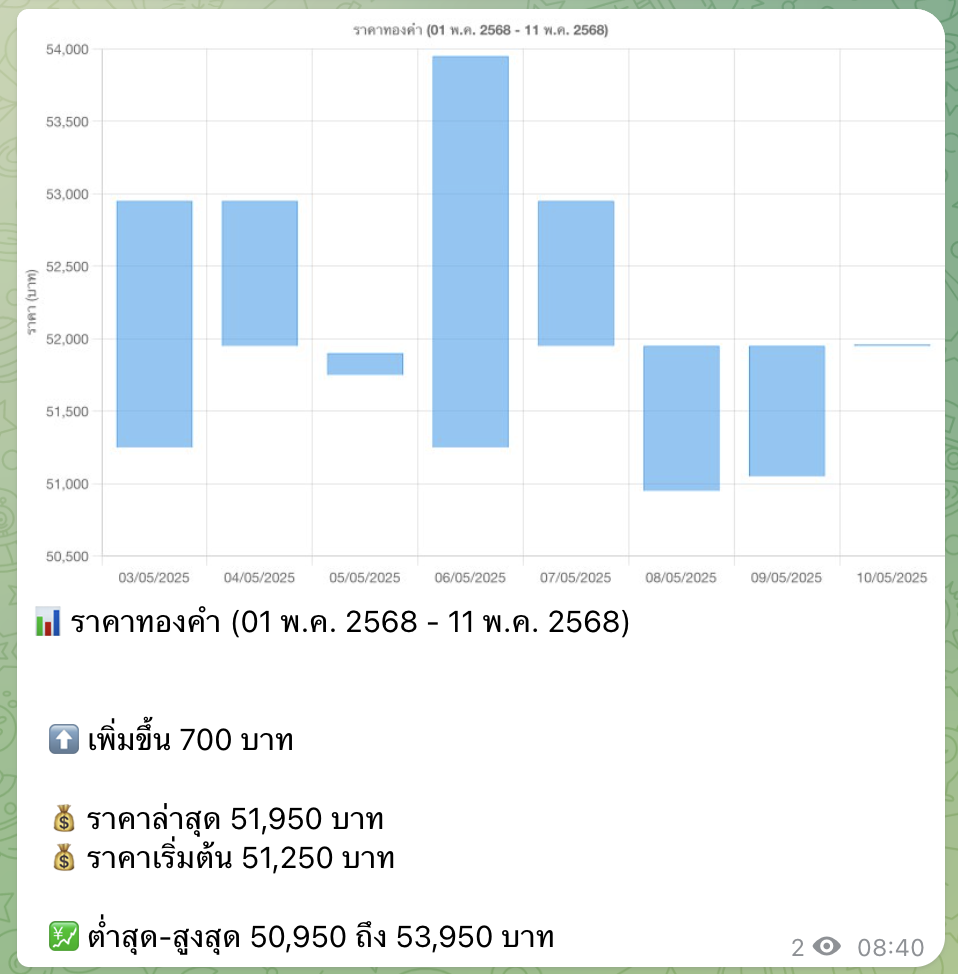 ราคาทองคำ (01 พ.ค. 2568 - 11 พ.ค. 2568)
54,000
53,500
53,000
52,500
52,000
51,500
51,000
50,500
ราคา (บาท)
03/05/2025 04/05/2025 05/05/2025 06/05/2025 07/05/2025 08/05/2025 09/05/2025 10/05/2025
📊 ราคาทองคำ (01 พ.ค. 2568 - 11 พ.ค. 2568)
⬆️ เพิ่มขึ้น 700 บาท
💰 ราคาล่าสุด 51,950 บาท
💰 ราคาเริ่มต้น 51,250 บาท
💹 ต่ำสุด-สูงสุด 50,950 ถึง 53,950 บาท
2 08:40